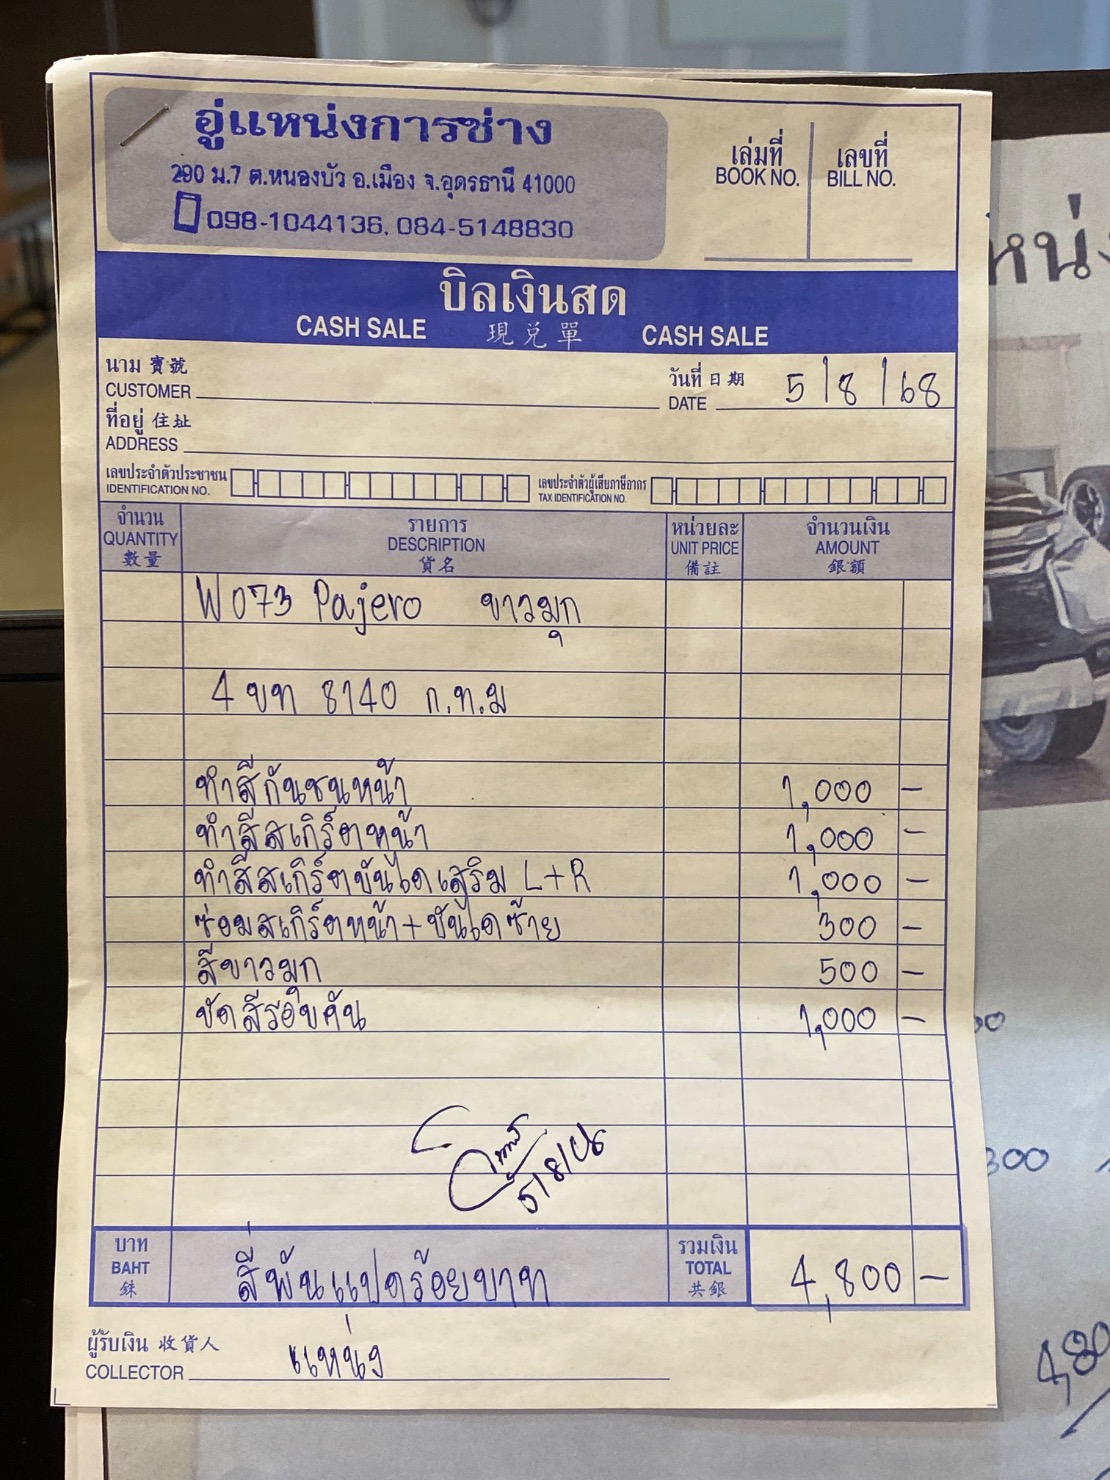 อู่แหน่งการช่าง
290 ม.7 ต.หนองบัว อ.เมือง จ.อุดรธานี 41000
098-1044136, 084-5148830
เล่มที่ เลขที่
BOOK NO. BILL NO.
บิลเงินสด
CASH SALE 現兑單 CASH SALE
นาม 寳號
CUSTOMER
วันที่ 日期
DATE 5/8/68
ที่อยู่ 住址
ADDRESS
เลขประจำตัวประชาชน
IDENTIFICATION NO.
เลขประจำตัวผู้เสียภาษีอากร
TAX IDENTIFICATION NO.
จำนวน รายการ หน่วยละ จำนวนเงิน
QUANTITY DESCRIPTION UNIT PRICE AMOUNT
數量 貨名 備註 銀額
W073 Pajero ขาวมุก
4 ขท 8140 ก.ท.ม
ทำสีกันชนหน้า 1,000 -
ทำสีสเกิร์ตหน้า 1,000 -
ทำสีสเกิร์ตบันไดเสริม L+R 1,000 -
ซ่อมสเกิร์ตหน้า+บันไดซ้าย 300 -
สีขาวมุก 500 -
ขัดสีรอบคัน 1,000 -
5/8/68
บาท
BAHT
銖
สี่พันแปดร้อยบาท
รวมเงิน
TOTAL
共銀
4,800 -
ผู้รับเงิน 收貨人
COLLECTOR แหน่ง
หน่ง
00
300
4,80